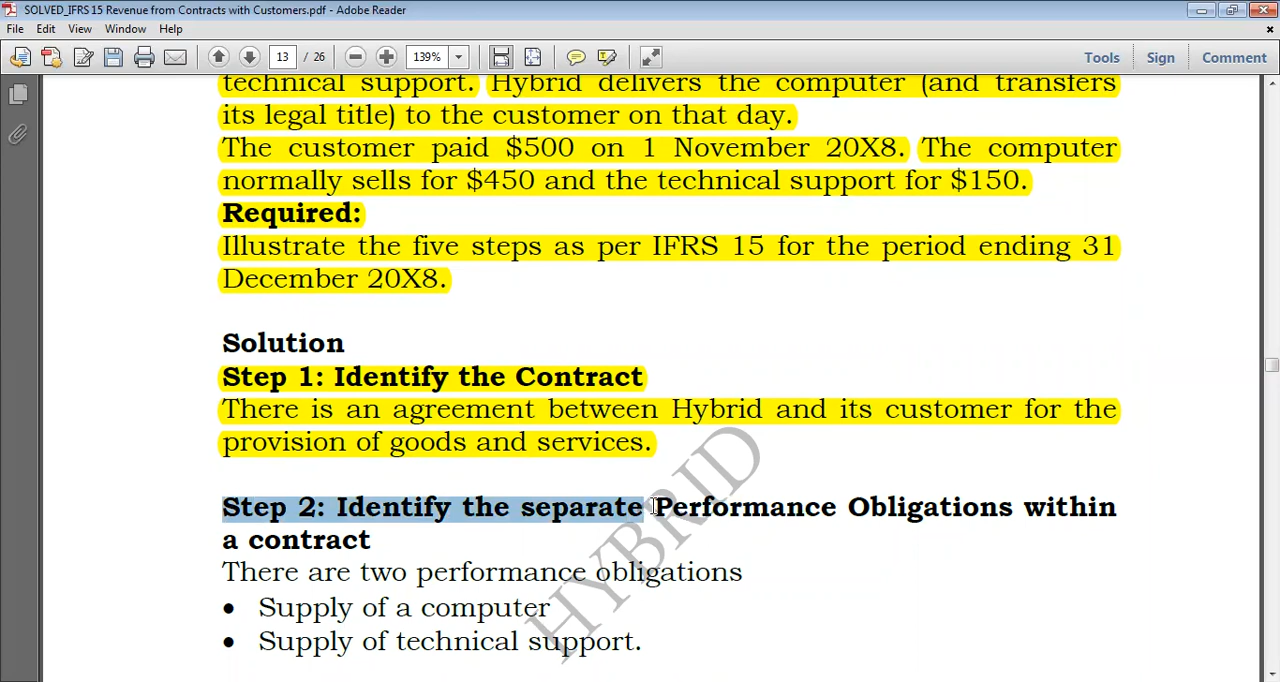 SOLVED_IFRS 15 Revenue from Contracts with Customers.pdf - Adobe Reader
File Edit View Window Help
13 / 26 139% Tools Sign Comment
technical support. Hybrid delivers the computer (and transfers
its legal title) to the customer on that day.
The customer paid $500 on 1 November 20X8. The computer
normally sells for $450 and the technical support for $150.
Required:
Illustrate the five steps as per IFRS 15 for the period ending 31
December 20X8.
Solution
Step 1: Identify the Contract
There is an agreement between Hybrid and its customer for the
provision of goods and services.
Step 2: Identify the separate Performance Obligations within
a contract
There are two performance obligations
• Supply of a computer
• Supply of technical support.
HYBRID